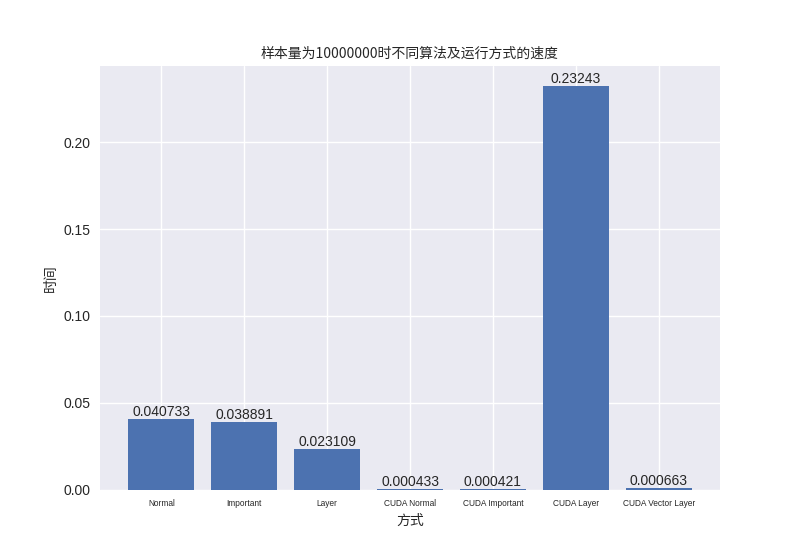 样本量为10000000时不同算法及运行方式的速度
时间
0.20
0.15
0.10
0.05
0.00
0.040733
0.038891
0.023109
0.000433
0.000421
0.23243
0.000663
Normal
Important
Layer
CUDA Normal
CUDA Important
CUDA Layer
CUDA Vector Layer
方式